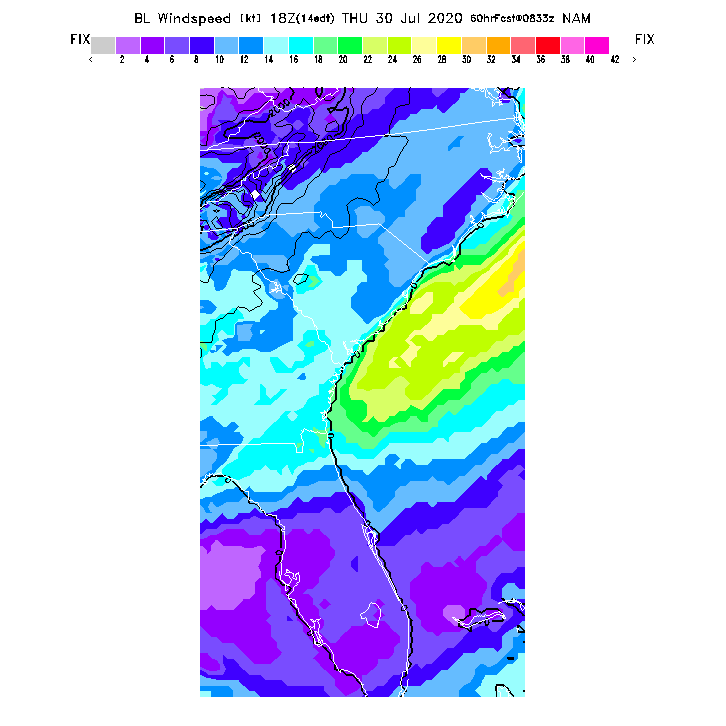 BL Windspeed [kt] 18Z(14edt) THU 30 Jul 2020 60hrFcst@0833z NAM
FIX FIX
< 2 4 6 8 10 12 14 16 18 20 22 24 26 28 30 32 34 36 38 40 42 >
2000